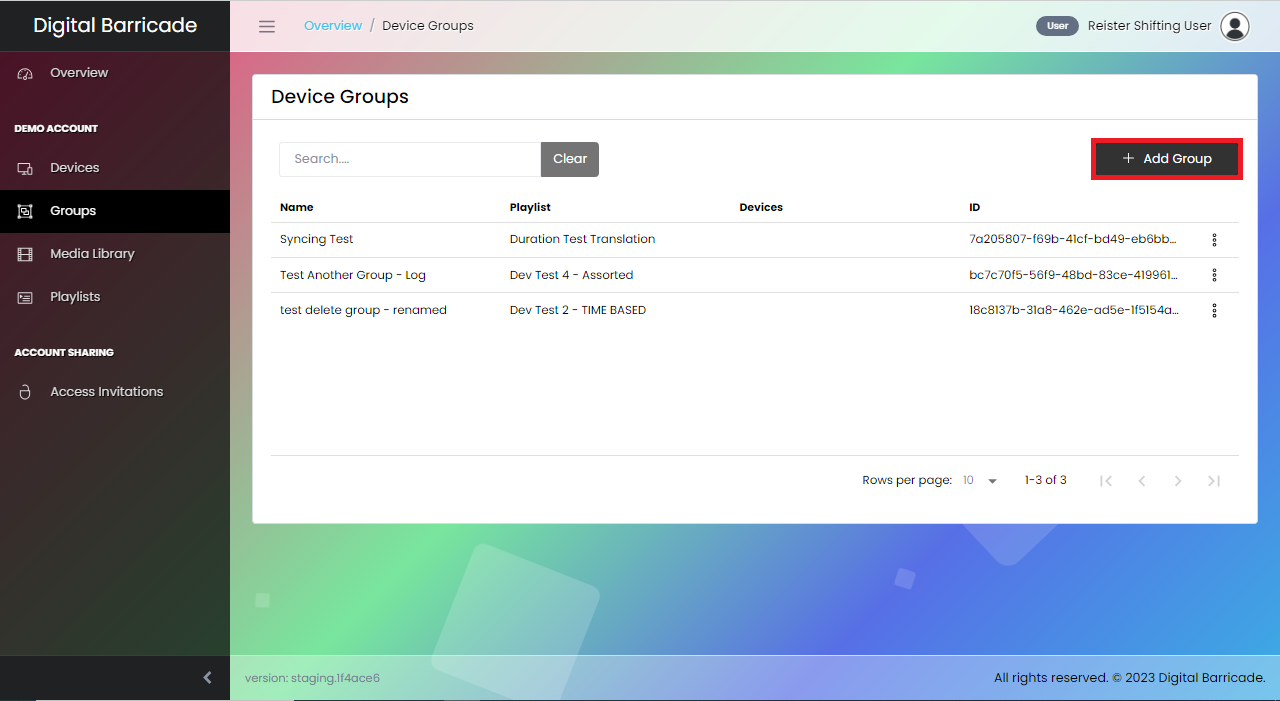 Digital Barricade
Overview / Device Groups
User Reister Shifting User
Overview
DEMO ACCOUNT
Devices
Groups
Media Library
Playlists
ACCOUNT SHARING
Access Invitations
Device Groups
Search.... Clear
+ Add Group
Name Playlist Devices ID
Syncing Test Duration Test Translation 7a205807-f69b-41cf-bd49-eb6bb...
Test Another Group - Log Dev Test 4 - Assorted bc7c70f5-56f9-48bd-83ce-419961...
test delete group - renamed Dev Test 2 - TIME BASED 18c8137b-31a8-462e-ad5e-1f5154a...
Rows per page: 10 1-3 of 3
version: staging.1f4ace6
All rights reserved. © 2023 Digital Barricade.